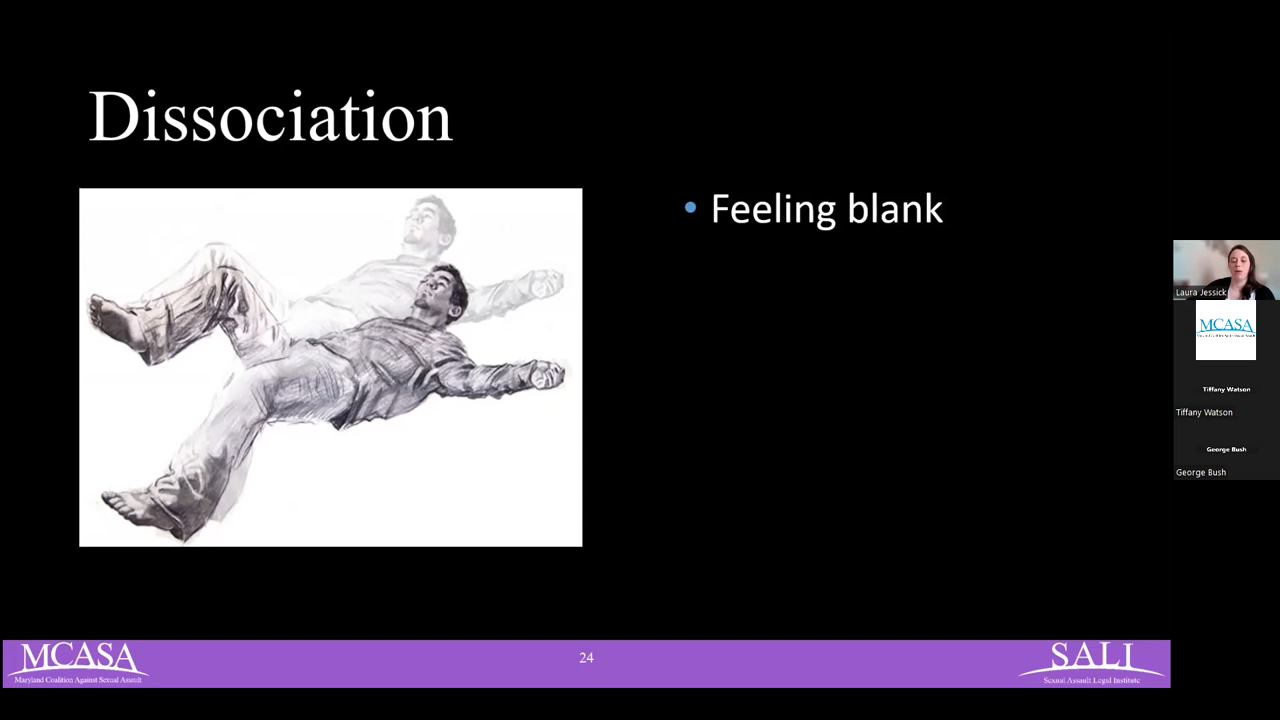 Dissociation
• Feeling blank
Laura Jessick
MCASA
Tiffany Watson
Tiffany Watson
George Bush
George Bush
MCASA
Maryland Coalition Against Sexual Assault
24
SALI
Sexual Assault Legal Institute